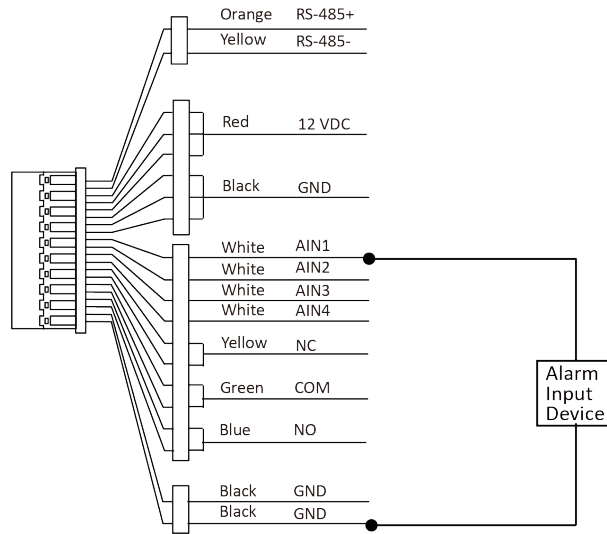 Orange RS-485+
Yellow RS-485-
Red 12 VDC
Black GND
White AIN1
White AIN2
White AIN3
White AIN4
Yellow NC
Green COM
Blue NO
Black GND
Black GND
Alarm
Input
Device